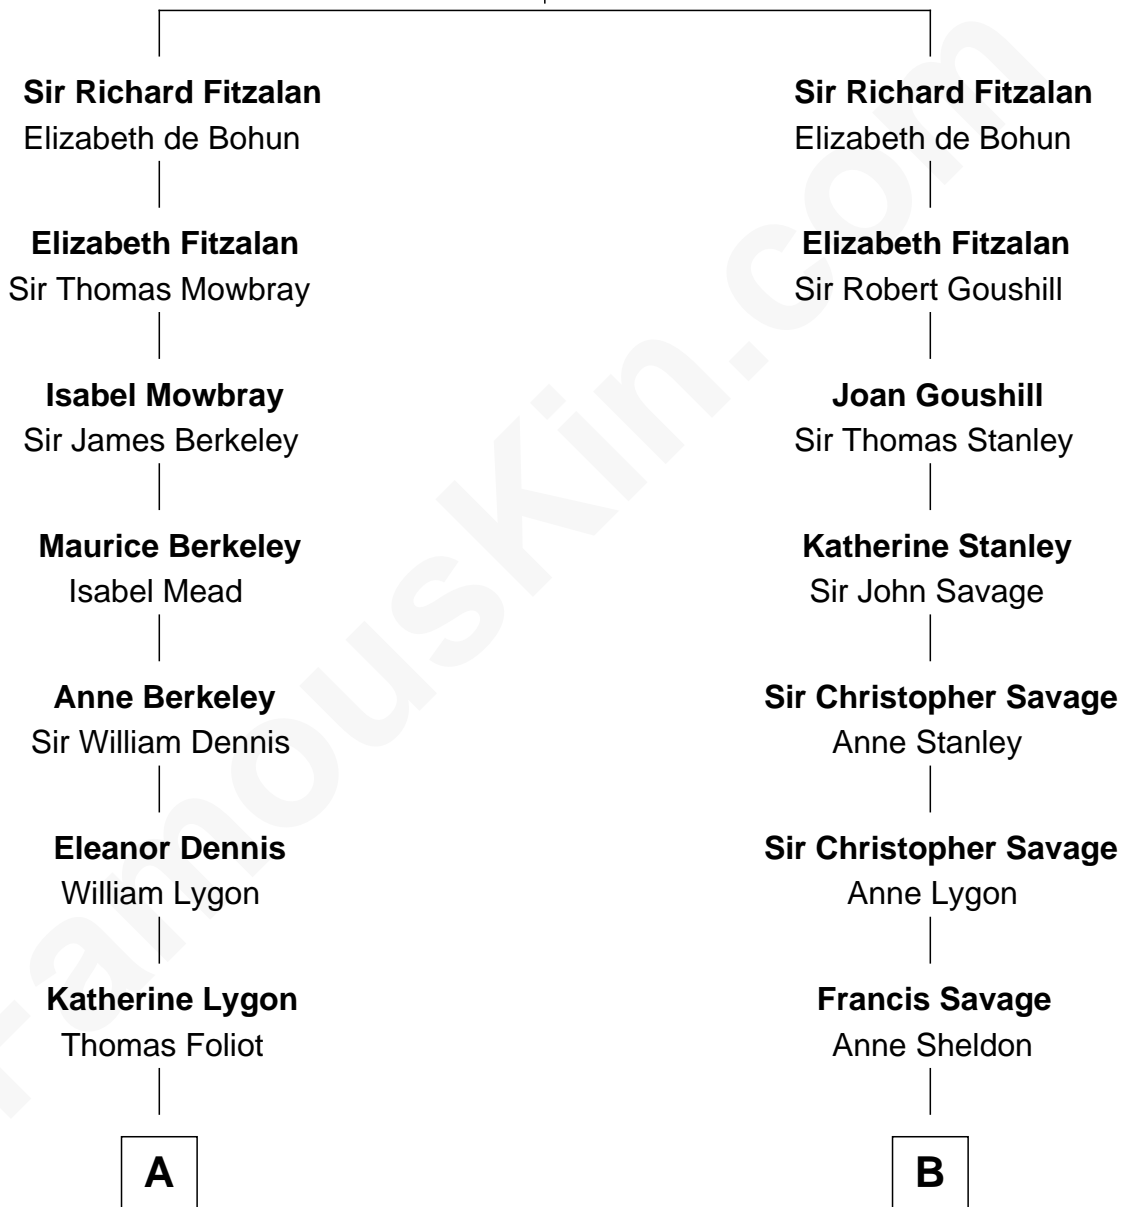 Sir Richard Fitzalan
Elizabeth de Bohun
Elizabeth Fitzalan
Sir Thomas Mowbray
Isabel Mowbray
Sir James Berkeley
Maurice Berkeley
Isabel Mead
Anne Berkeley
Sir William Dennis
Eleanor Dennis
William Lygon
Katherine Lygon
Thomas Foliot
A
Sir Richard Fitzalan
Elizabeth de Bohun
Elizabeth Fitzalan
Sir Robert Goushill
Joan Goushill
Sir Thomas Stanley
Katherine Stanley
Sir John Savage
Sir Christopher Savage
Anne Stanley
Sir Christopher Savage
Anne Lygon
Francis Savage
Anne Sheldon
B
FamousKin.com